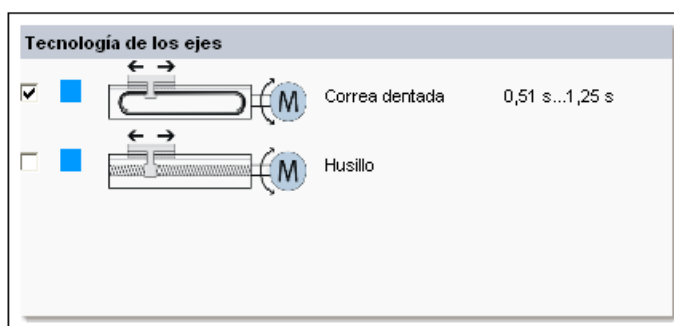 Tecnología de los ejes
M Correa dentada 0,51 s...1,25 s
M Husillo